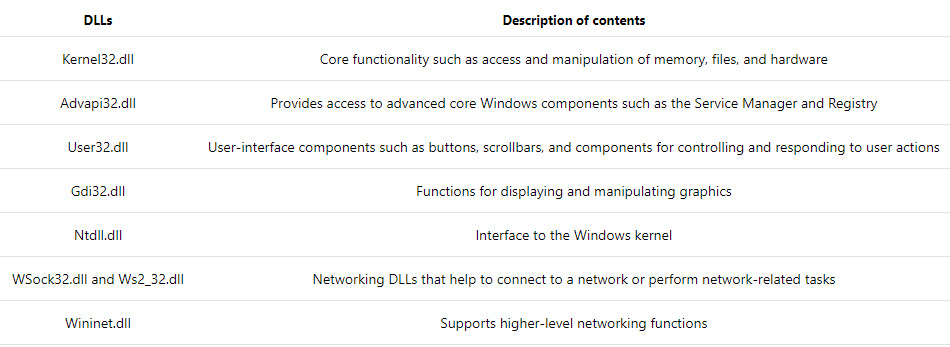 DLLs Description of contents
Kernel32.dll Core functionality such as access and manipulation of memory, files, and hardware
Advapi32.dll Provides access to advanced core Windows components such as the Service Manager and Registry
User32.dll User-interface components such as buttons, scrollbars, and components for controlling and responding to user actions
Gdi32.dll Functions for displaying and manipulating graphics
Ntdll.dll Interface to the Windows kernel
WSock32.dll and Ws2_32.dll Networking DLLs that help to connect to a network or perform network-related tasks
Wininet.dll Supports higher-level networking functions